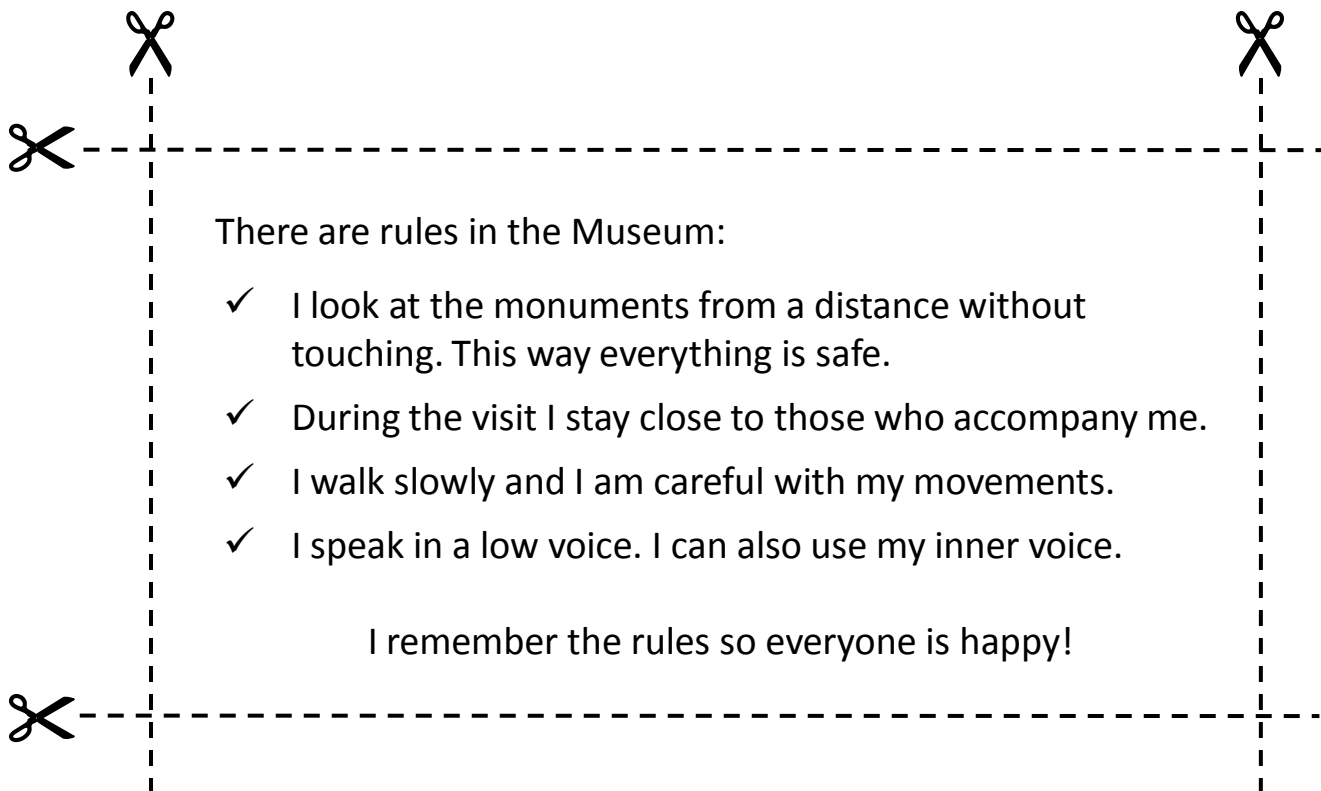 There are rules in the Museum:
✓ I look at the monuments from a distance without
touching. This way everything is safe.
✓ During the visit I stay close to those who accompany me.
✓ I walk slowly and I am careful with my movements.
✓ I speak in a low voice. I can also use my inner voice.
I remember the rules so everyone is happy!